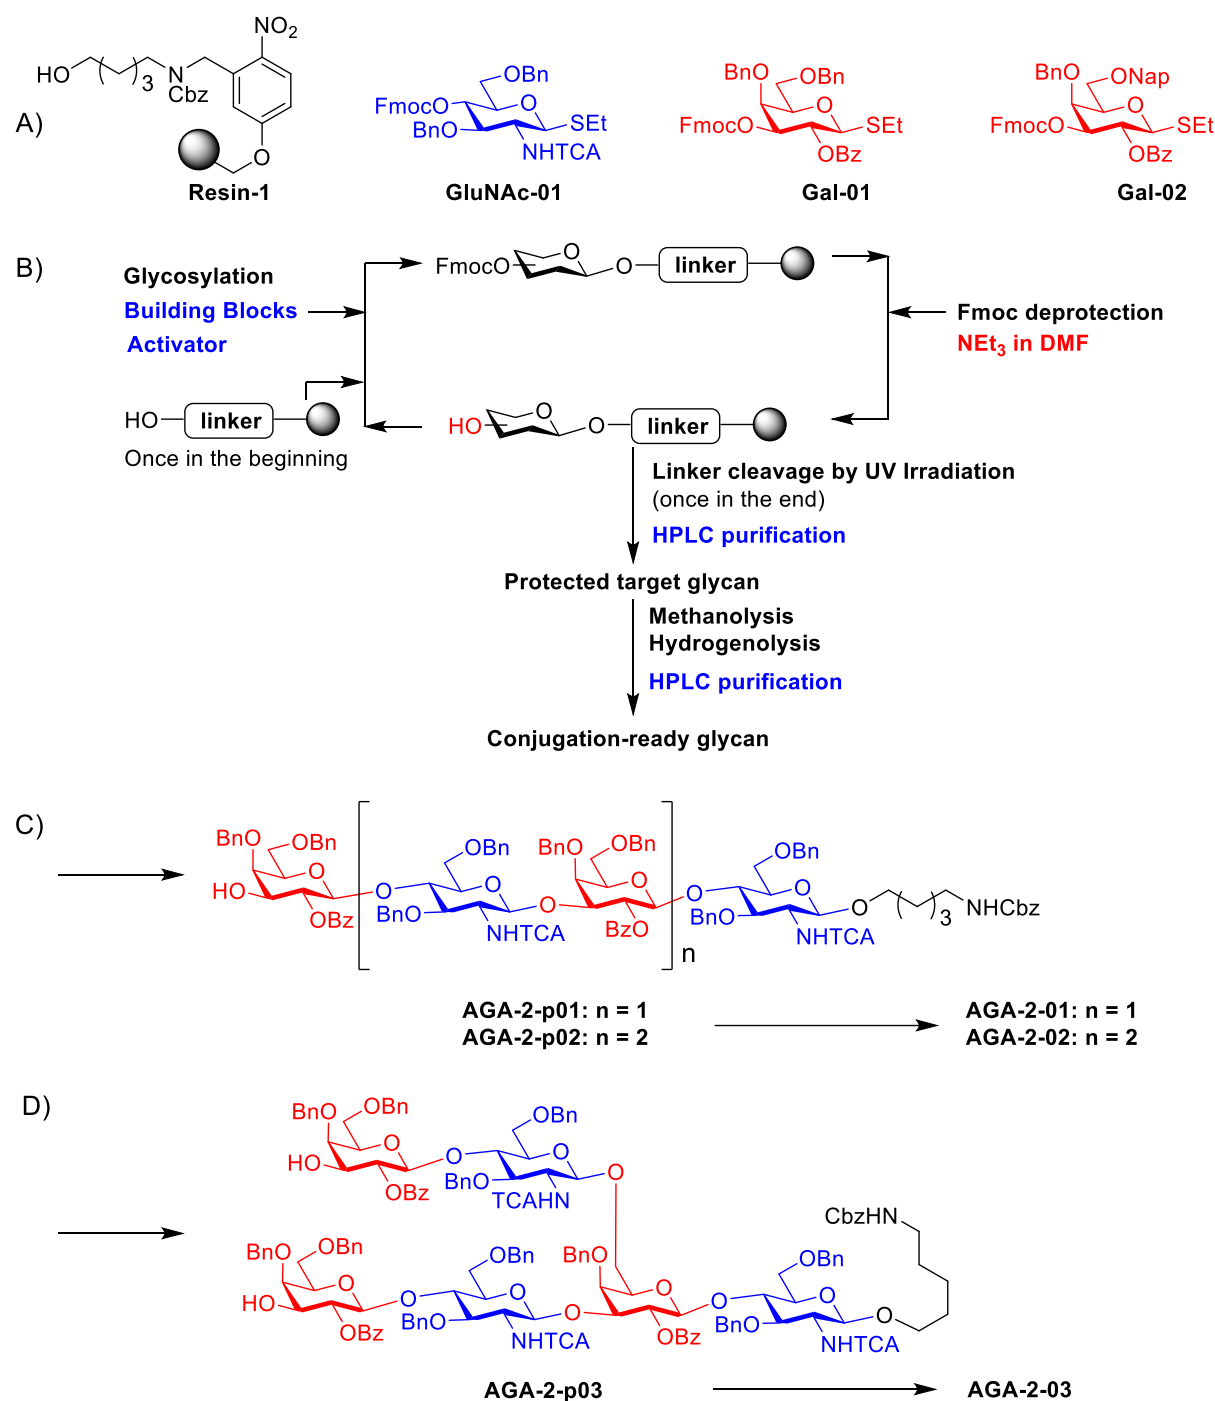 A)
HO
3
N
Cbz
NO2
O
Resin-1
OBn
FmocO
O
BnO
SEt
NHTCA
GluNAc-01
BnO
OBn
O
FmocO
SEt
OBz
Gal-01
BnO
ONap
O
FmocO
SEt
OBz
Gal-02
B)
Glycosylation
Building Blocks
Activator
FmocO
O
O
linker
Fmoc deprotection
NEt3 in DMF
HO
linker
Once in the beginning
HO
O
O
linker
Linker cleavage by UV Irradiation
(once in the end)
HPLC purification
Protected target glycan
Methanolysis
Hydrogenolysis
HPLC purification
Conjugation-ready glycan
C)
BnO
OBn
O
HO
OBz
O
OBn
O
BnO
NHTCA
O
BnO
OBn
O
BzO
n
O
OBn
O
BnO
NHTCA
O
3
NHCbz
AGA-2-p01: n = 1
AGA-2-p02: n = 2
AGA-2-01: n = 1
AGA-2-02: n = 2
D)
BnO
OBn
O
HO
OBz
O
OBn
O
BnO
TCAHN
O
BnO
OBn
O
HO
OBz
O
OBn
O
BnO
NHTCA
O
BnO
O
OBz
O
OBn
O
BnO
NHTCA
O
CbzHN
AGA-2-p03
AGA-2-03